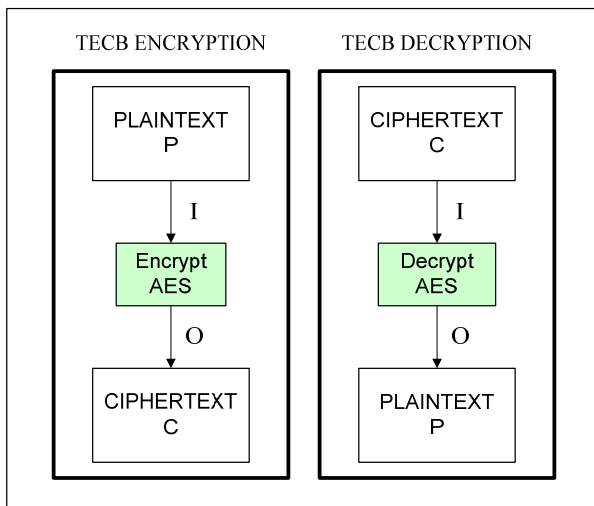 TECB ENCRYPTION
PLAINTEXT
P
I
Encrypt
AES
O
CIPHERTEXT
C
TECB DECRYPTION
CIPHERTEXT
C
I
Decrypt
AES
O
PLAINTEXT
P